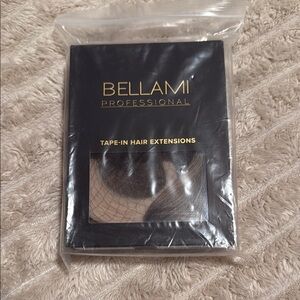 BELLAMI
PROFESSIONAL
TAPE-IN HAIR EXTENSIONS